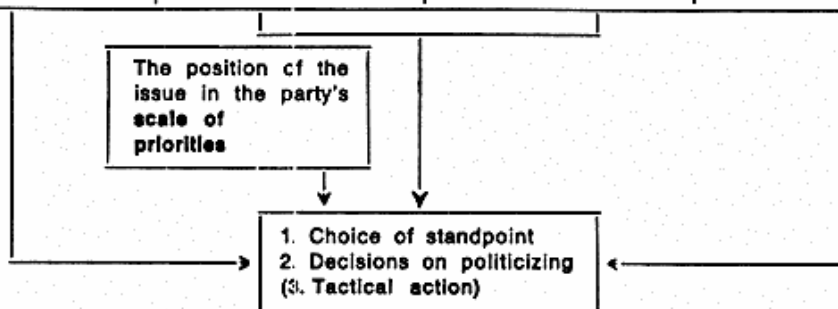 The position of the
issue in the party's
scale of
priorities
1. Choice of standpoint
2. Decisions on politicizing
(3. Tactical action)